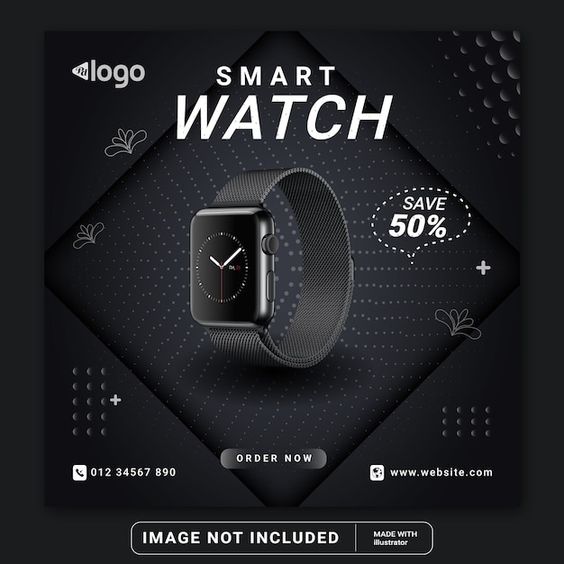 logo
SMART
WATCH
SAVE
50%
ORDER NOW
012 34567 890
www.website.com
IMAGE NOT INCLUDED
MADE WITH
illustrator